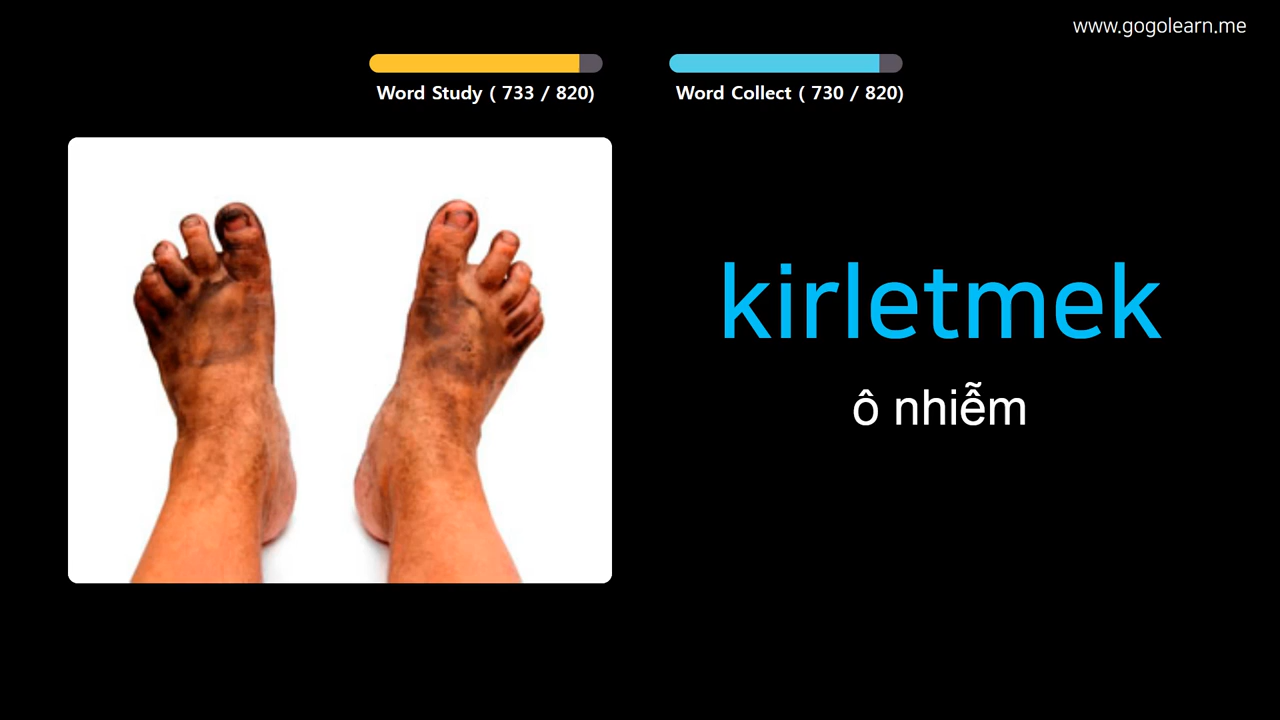 www.gogolearn.me
Word Study ( 733 / 820)
Word Collect ( 730 / 820)
kirletmek
ô nhiễm